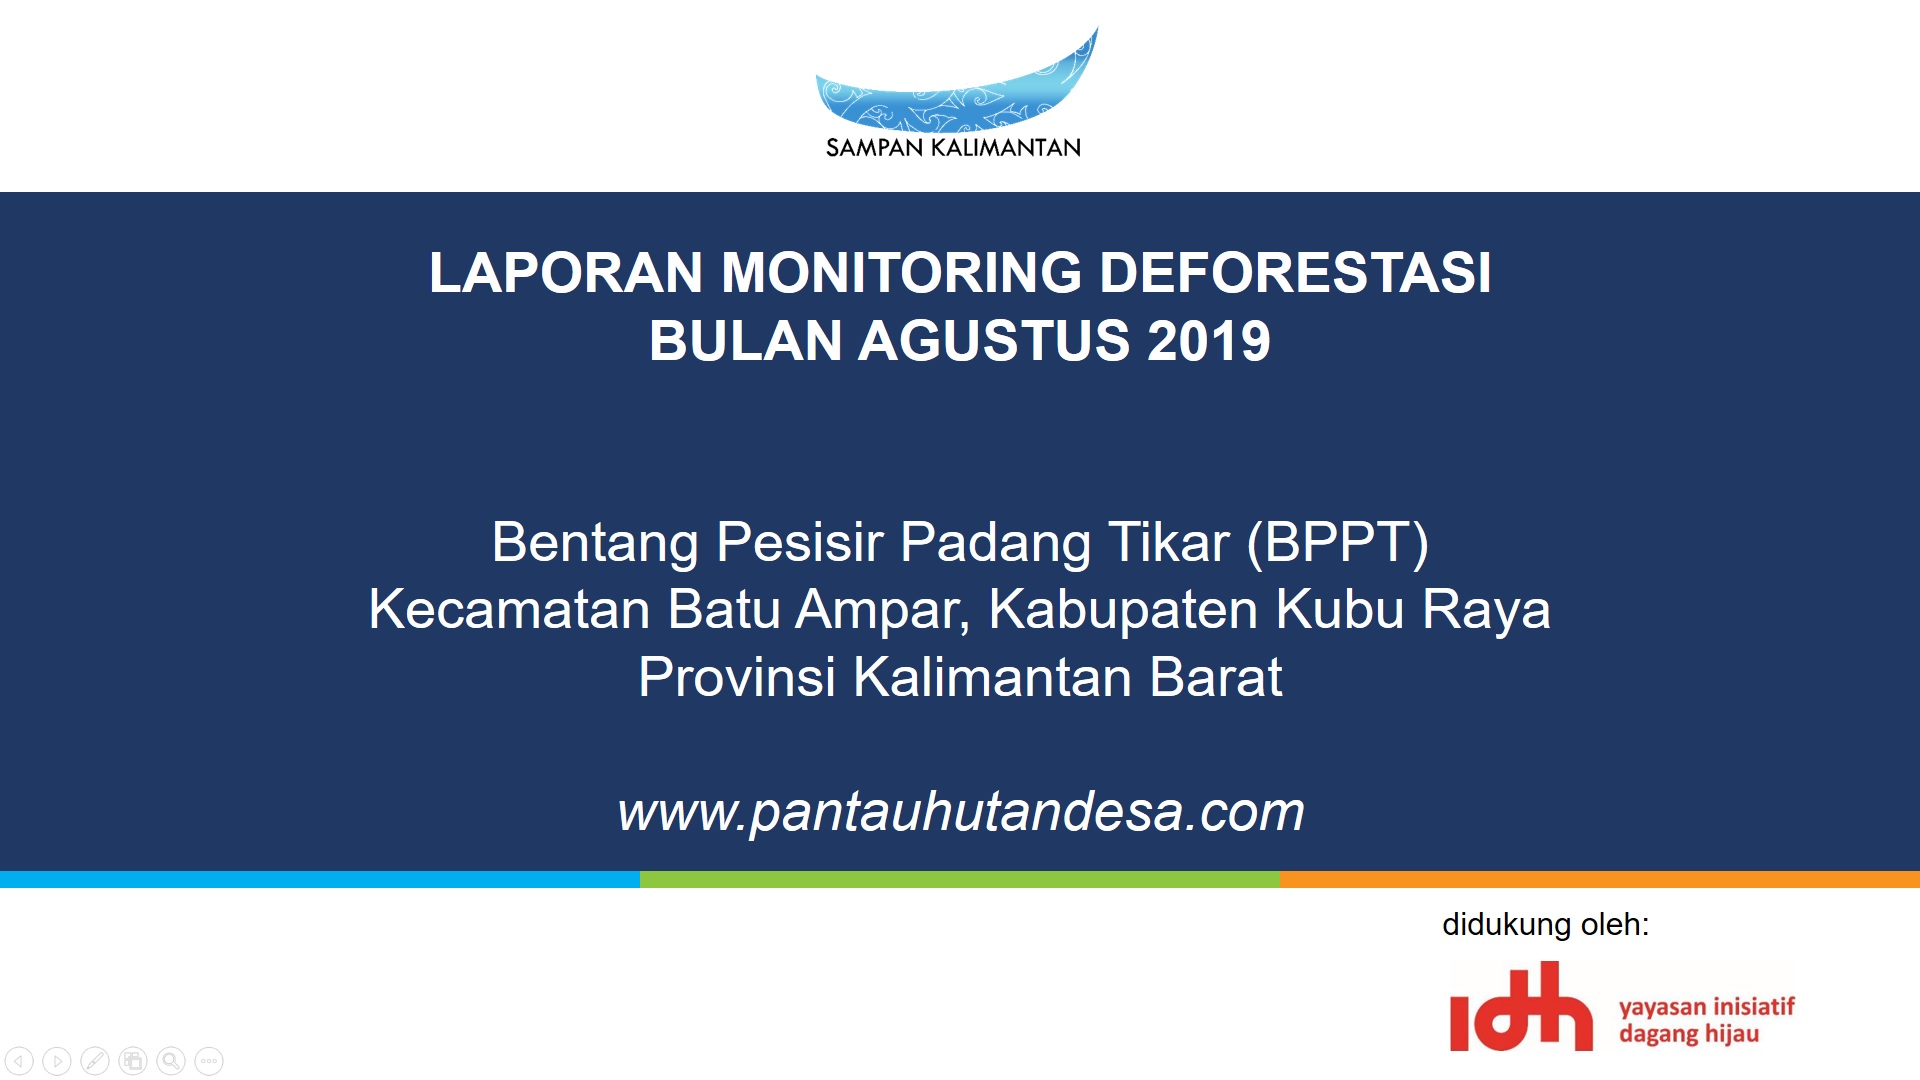 SAMPAN KALIMANTAN
LAPORAN MONITORING DEFORESTASI
BULAN AGUSTUS 2019
Bentang Pesisir Padang Tikar (BPPT)
Kecamatan Batu Ampar, Kabupaten Kubu Raya
Provinsi Kalimantan Barat
www.pantauhutandesa.com
didukung oleh:
idh
yayasan inisiatif
dagang hijau